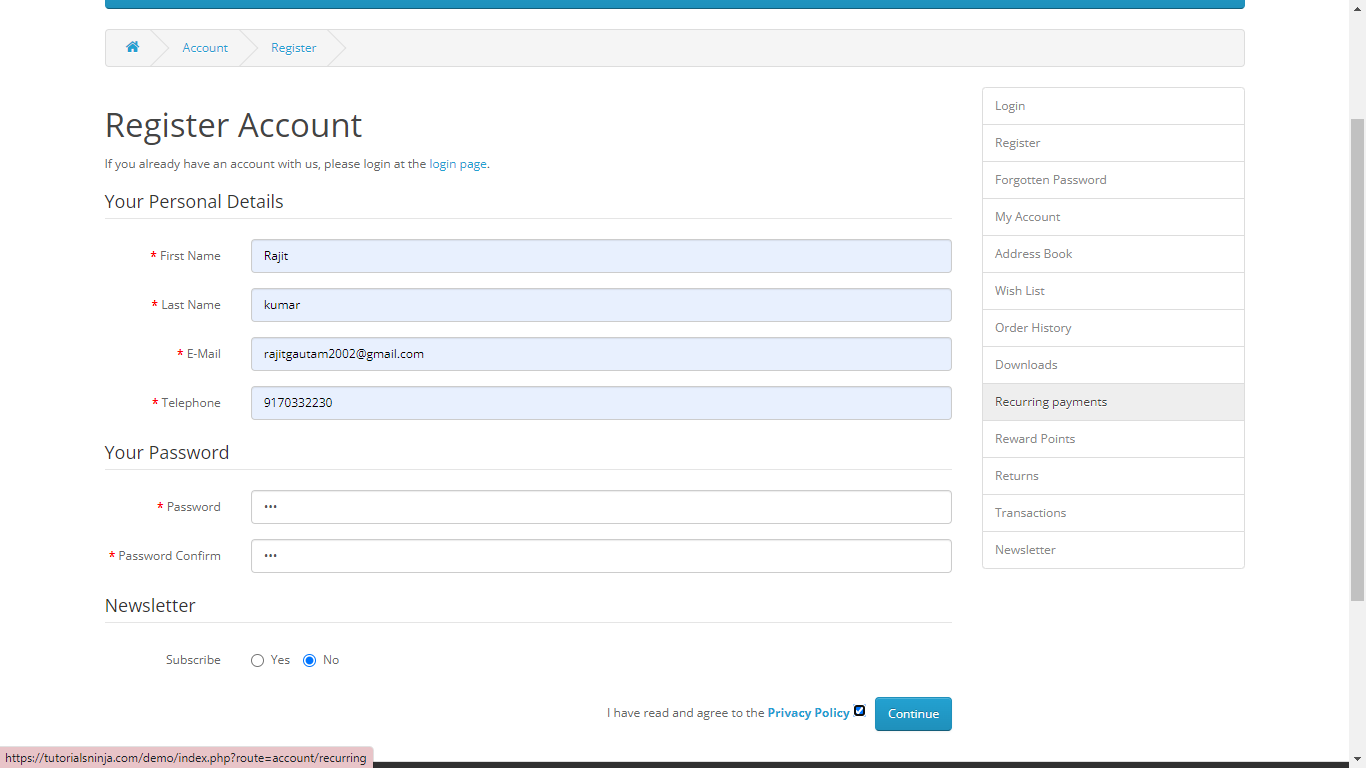 Account
Register
Register Account
If you already have an account with us, please login at the login page.
Your Personal Details
* First Name
Rajit
* Last Name
kumar
* E-Mail
rajitgautam2002@gmail.com
* Telephone
9170332230
Your Password
* Password
•••
* Password Confirm
•••
Newsletter
Subscribe
Yes
No
I have read and agree to the Privacy Policy
Continue
Login
Register
Forgotten Password
My Account
Address Book
Wish List
Order History
Downloads
Recurring payments
Reward Points
Returns
Transactions
Newsletter
https://tutorialsninja.com/demo/index.php?route=account/recurring